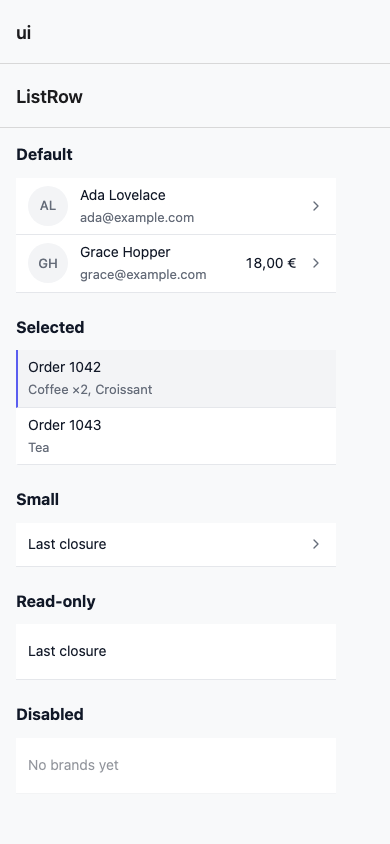 ui
ListRow
Default
AL
Ada Lovelace
ada@example.com
GH
Grace Hopper
grace@example.com
18,00 €
Selected
Order 1042
Coffee ×2, Croissant
Order 1043
Tea
Small
Last closure
Read-only
Last closure
Disabled
No brands yet